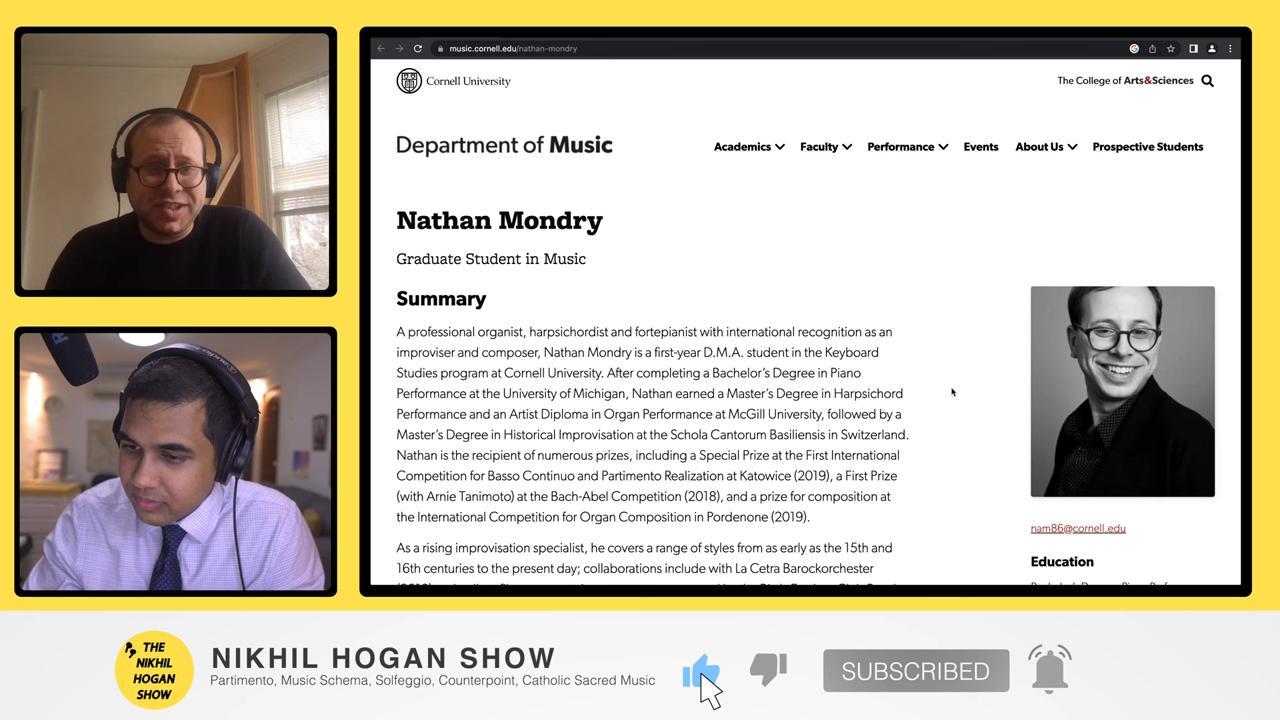 music.cornell.edu/nathan-mondry
Cornell University
The College of Arts&Sciences
Department of Music
Academics
Faculty
Performance
Events
About Us
Prospective Students
Nathan Mondry
Graduate Student in Music
Summary
A professional organist, harpsichordist and fortepianist with international recognition as an
improviser and composer, Nathan Mondry is a first-year D.M.A. student in the Keyboard
Studies program at Cornell University. After completing a Bachelor's Degree in Piano
Performance at the University of Michigan, Nathan earned a Master's Degree in Harpsichord
Performance and an Artist Diploma in Organ Performance at McGill University, followed by a
Master's Degree in Historical Improvisation at the Schola Cantorum Basiliensis in Switzerland.
Nathan is the recipient of numerous prizes, including a Special Prize at the First International
Competition for Basso Continuo and Partimento Realization at Katowice (2019), a First Prize
(with Arnie Tanimoto) at the Bach-Abel Competition (2018), and a prize for composition at
the International Competition for Organ Composition in Pordenone (2019).
As a rising improvisation specialist, he covers a range of styles from as early as the 15th and
16th centuries to the present day; collaborations include with La Cetra Barockorchester
nam86@cornell.edu
Education
THE
NIKHIL
HOGAN
SHOW
NIKHIL HOGAN SHOW
Partimento, Music Schema, Solfeggio, Counterpoint, Catholic Sacred Music
SUBSCRIBED